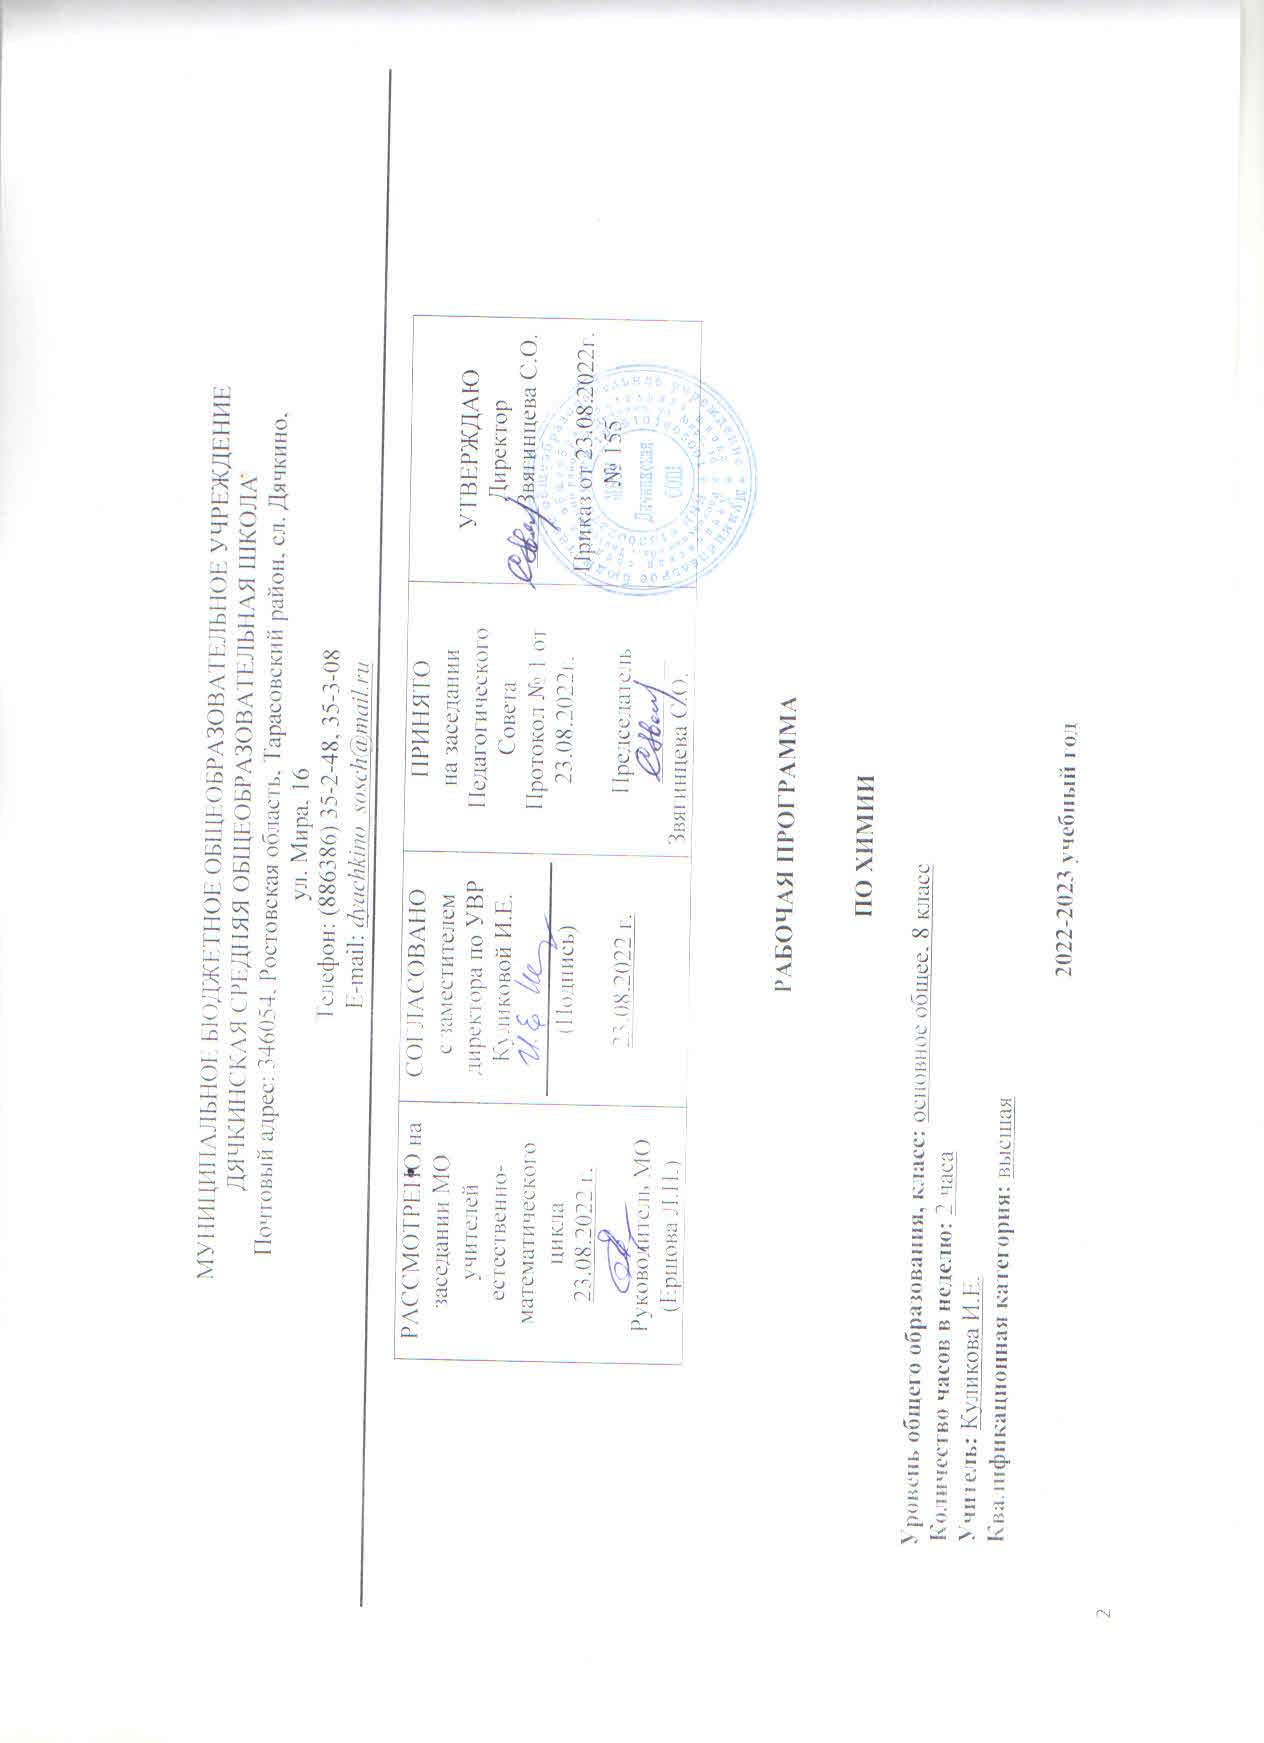 МУНИЦИПАЛЬНОЕ БЮДЖЕТНОЕ ОБЩЕОБРАЗОВАТЕЛЬНОЕ УЧРЕЖДЕНИЕ
ДЯЧКИНСКАЯ СРЕДНЯЯ ОБЩЕОБРАЗОВАТЕЛЬНАЯ ШКОЛА
Почтовый адрес: 346054, Ростовская область, Тарасовский район, сл. Дячкино,
ул. Мира, 16
Телефон: (886386) 35-2-48, 35-3-08
E-mail: dyachkino_sosch@mail.ru
РАССМОТРЕНО на
заседании МО
учителей
естественно-
математического
цикла
23.08.2022 г.
Руководитель МО
(Ершова Л.П.)
СОГЛАСОВАНО
с заместителем
директора по УВР
Куликовой И.Е.
(Подпись)
23.08.2022 г.
ПРИНЯТО
на заседании
Педагогического
Совета
Протокол № 1 от
23.08.2022г.
Председатель
Звягинцева С.О.
УТВЕРЖДАЮ
Директор
Звягинцева С.О.
Приказ от 23.08.2022г.
№ 155
Дячкинская
СОШ
РАБОЧАЯ ПРОГРАММА
ПО ХИМИИ
Уровень общего образования, класс: основное общее, 8 класс
Количество часов в неделю: 2 часа
Учитель: Куликова И.Е.
Квалификационная категория: высшая
2022-2023 учебный год
2